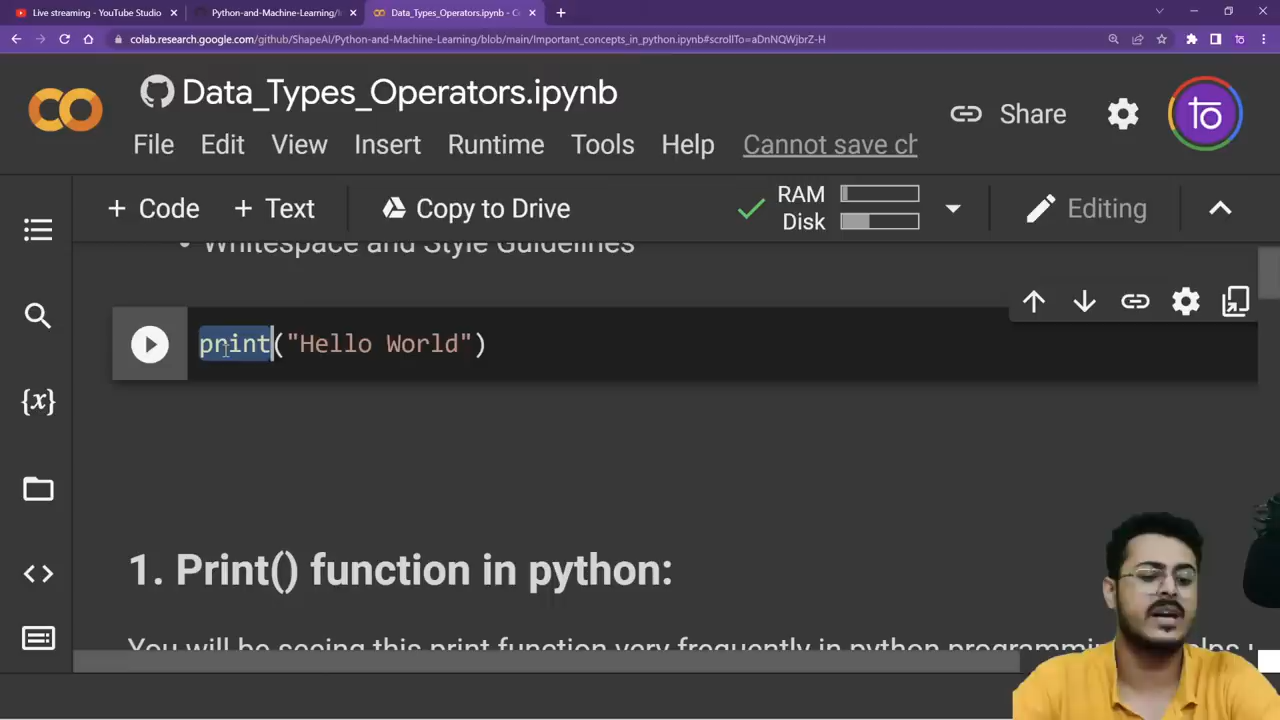 Live streaming - YouTube Studio
Python-and-Machine-Learning/I
Data_Types_Operators.ipynb - C
colab.research.google.com/github/ShapeAI/Python-and-Machine-Learning/blob/main/Important_concepts_in_python.ipynb#scrollTo=aDnNQWjbrZ-H
Data_Types_Operators.ipynb
Share
File Edit View Insert Runtime Tools Help Cannot save ch
+ Code + Text Copy to Drive
RAM
Disk
Editing
• Whitespace and Style Guidelines
print("Hello World")
{x}
1. Print() function in python:
You will be seeing this print function very frequently in python programming